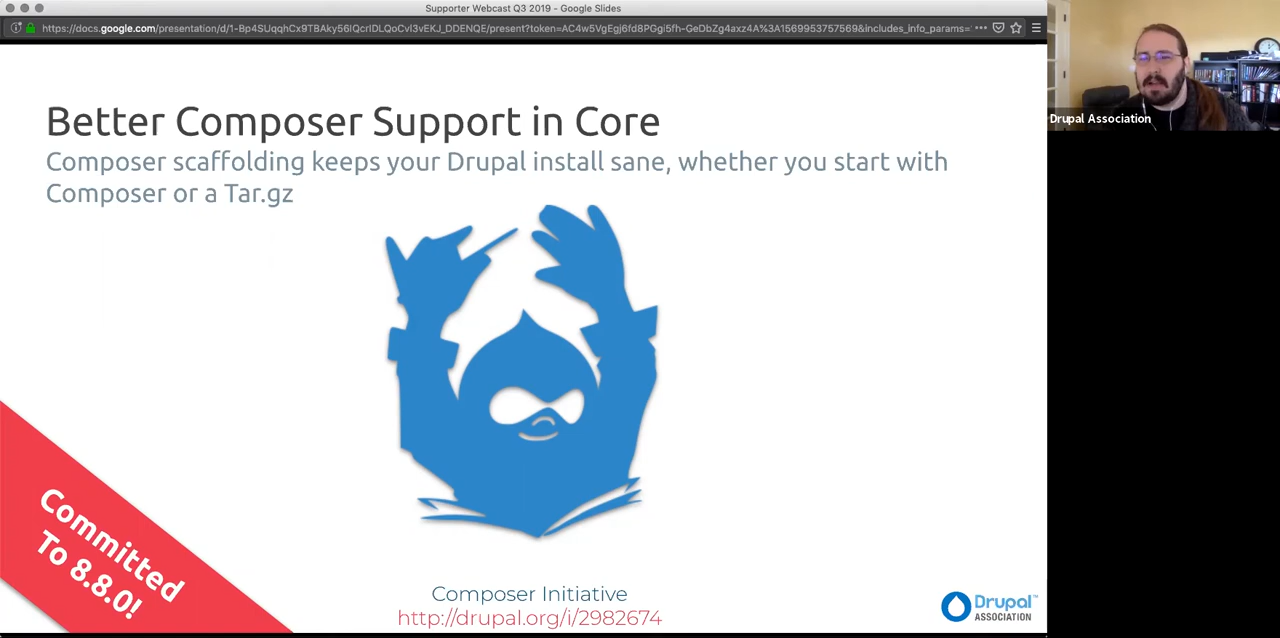 Supporter Webcast Q3 2019 - Google Slides
Drupal Association
Better Composer Support in Core
Composer scaffolding keeps your Drupal install sane, whether you start with
Composer or a Tar.gz
Committed
To 8.8.0!
Composer Initiative
http://drupal.org/i/2982674
Drupal™
ASSOCIATION